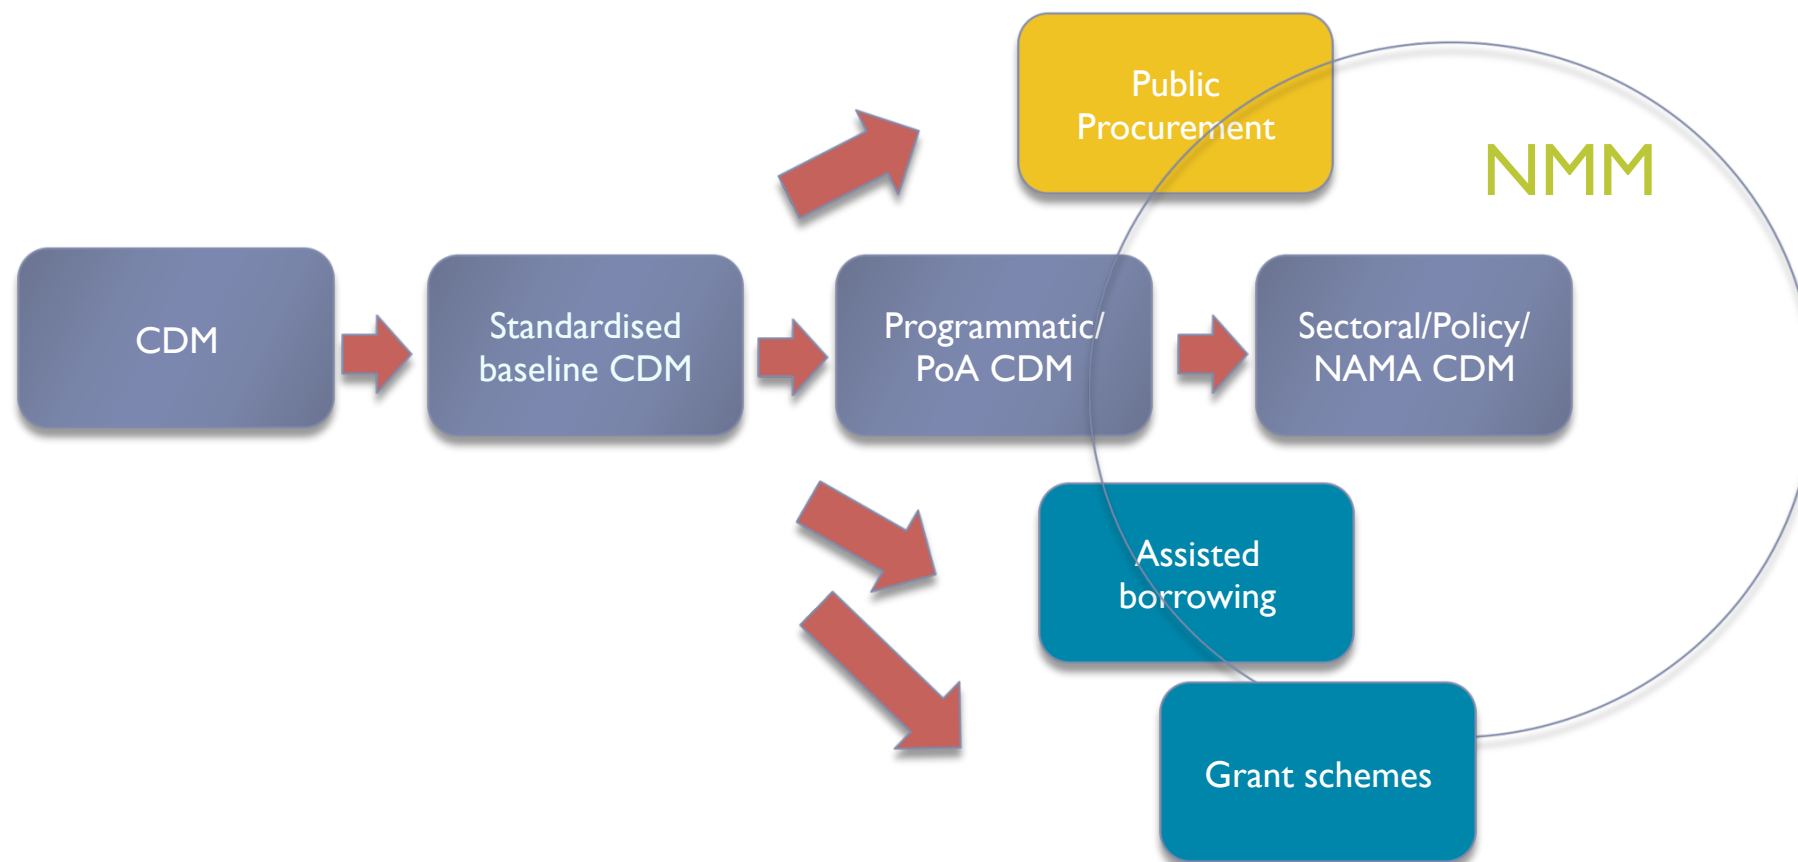 Public
Procurement
NMM
CDM
Standardised
baseline CDM
Programmatic/
PoA CDM
Sectoral/Policy/
NAMA CDM
Assisted
borrowing
Grant schemes